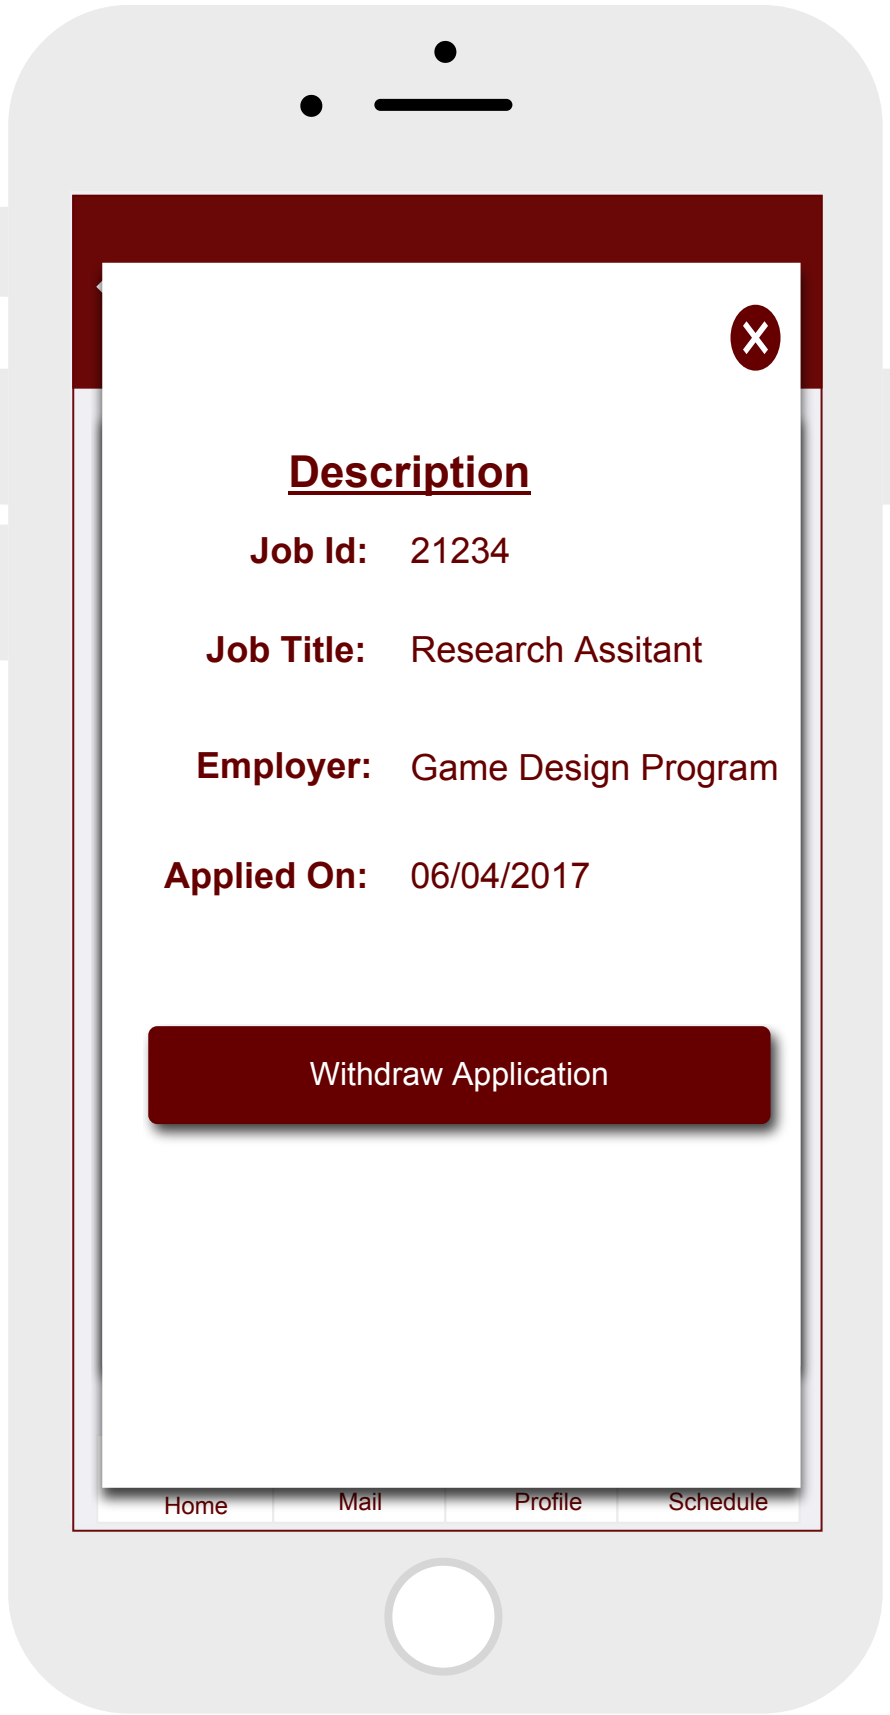 X
Description
Job Id: 21234
Job Title: Research Assitant
Employer: Game Design Program
Applied On: 06/04/2017
Withdraw Application
Home Mail Profile Schedule